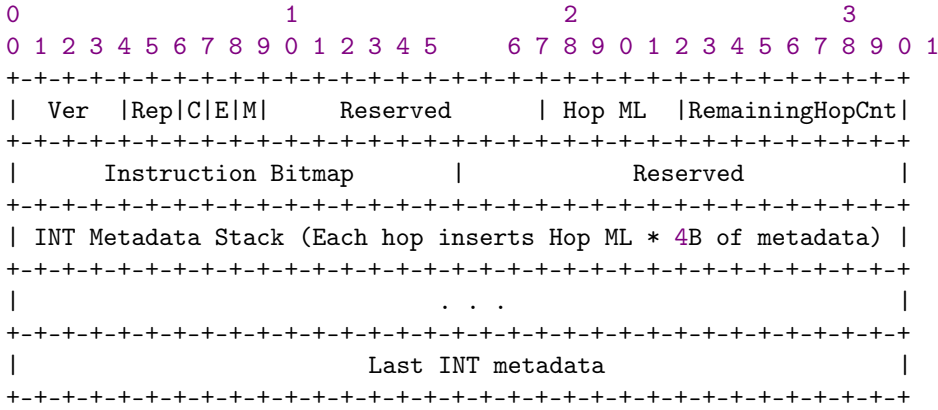 0 1 2 3
0 1 2 3 4 5 6 7 8 9 0 1 2 3 4 5 6 7 8 9 0 1 2 3 4 5 6 7 8 9 0 1
+-+-+-+-+-+-+-+-+-+-+-+-+-+-+-+-+-+-+-+-+-+-+-+-+-+-+-+-+-+-+-+-+
| Ver |Rep|C|E|M| Reserved | Hop ML |RemainingHopCnt|
+-+-+-+-+-+-+-+-+-+-+-+-+-+-+-+-+-+-+-+-+-+-+-+-+-+-+-+-+-+-+-+-+
| Instruction Bitmap | Reserved |
+-+-+-+-+-+-+-+-+-+-+-+-+-+-+-+-+-+-+-+-+-+-+-+-+-+-+-+-+-+-+-+-+
| INT Metadata Stack (Each hop inserts Hop ML * 4B of metadata) |
+-+-+-+-+-+-+-+-+-+-+-+-+-+-+-+-+-+-+-+-+-+-+-+-+-+-+-+-+-+-+-+-+
| . . . |
+-+-+-+-+-+-+-+-+-+-+-+-+-+-+-+-+-+-+-+-+-+-+-+-+-+-+-+-+-+-+-+-+
| Last INT metadata |
+-+-+-+-+-+-+-+-+-+-+-+-+-+-+-+-+-+-+-+-+-+-+-+-+-+-+-+-+-+-+-+-+